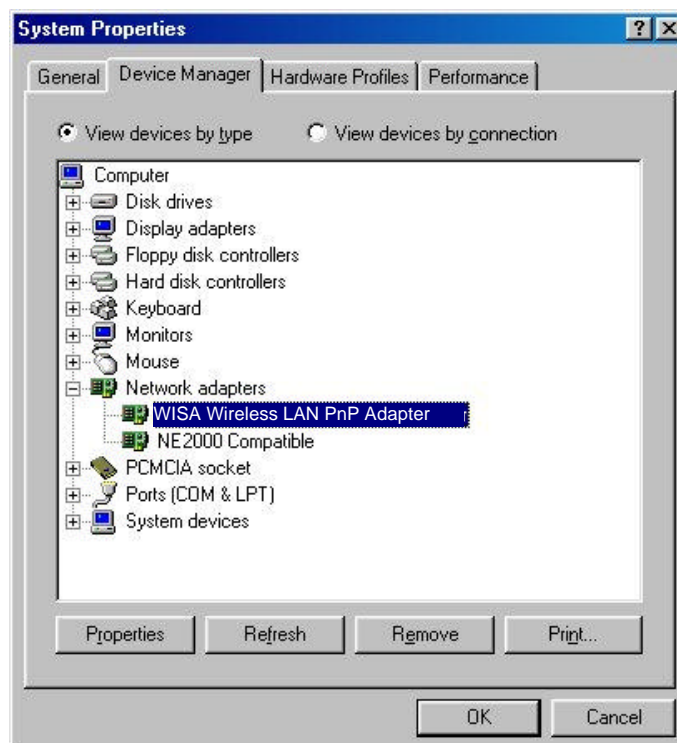 System Properties
General Device Manager Hardware Profiles Performance
View devices by type View devices by connection
Computer
Disk drives
Display adapters
Floppy disk controllers
Hard disk controllers
Keyboard
Monitors
Mouse
Network adapters
WISA Wireless LAN PnP Adapter
NE2000 Compatible
PCMCIA socket
Ports (COM & LPT)
System devices
Properties Refresh Remove Print...
OK Cancel